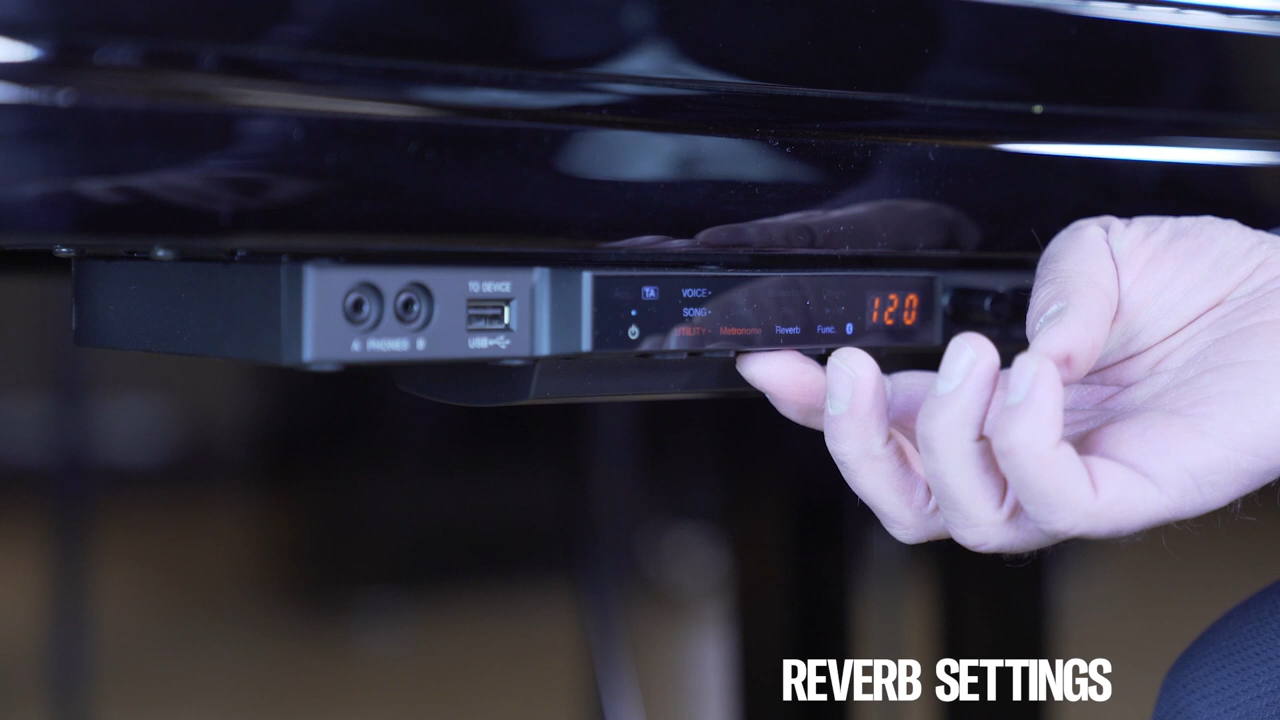 TO DEVICE
A PHONES B
USB
TA
VOICE
SONG
UTILITY Metronome Reverb Func.
120
REVERB SETTINGS